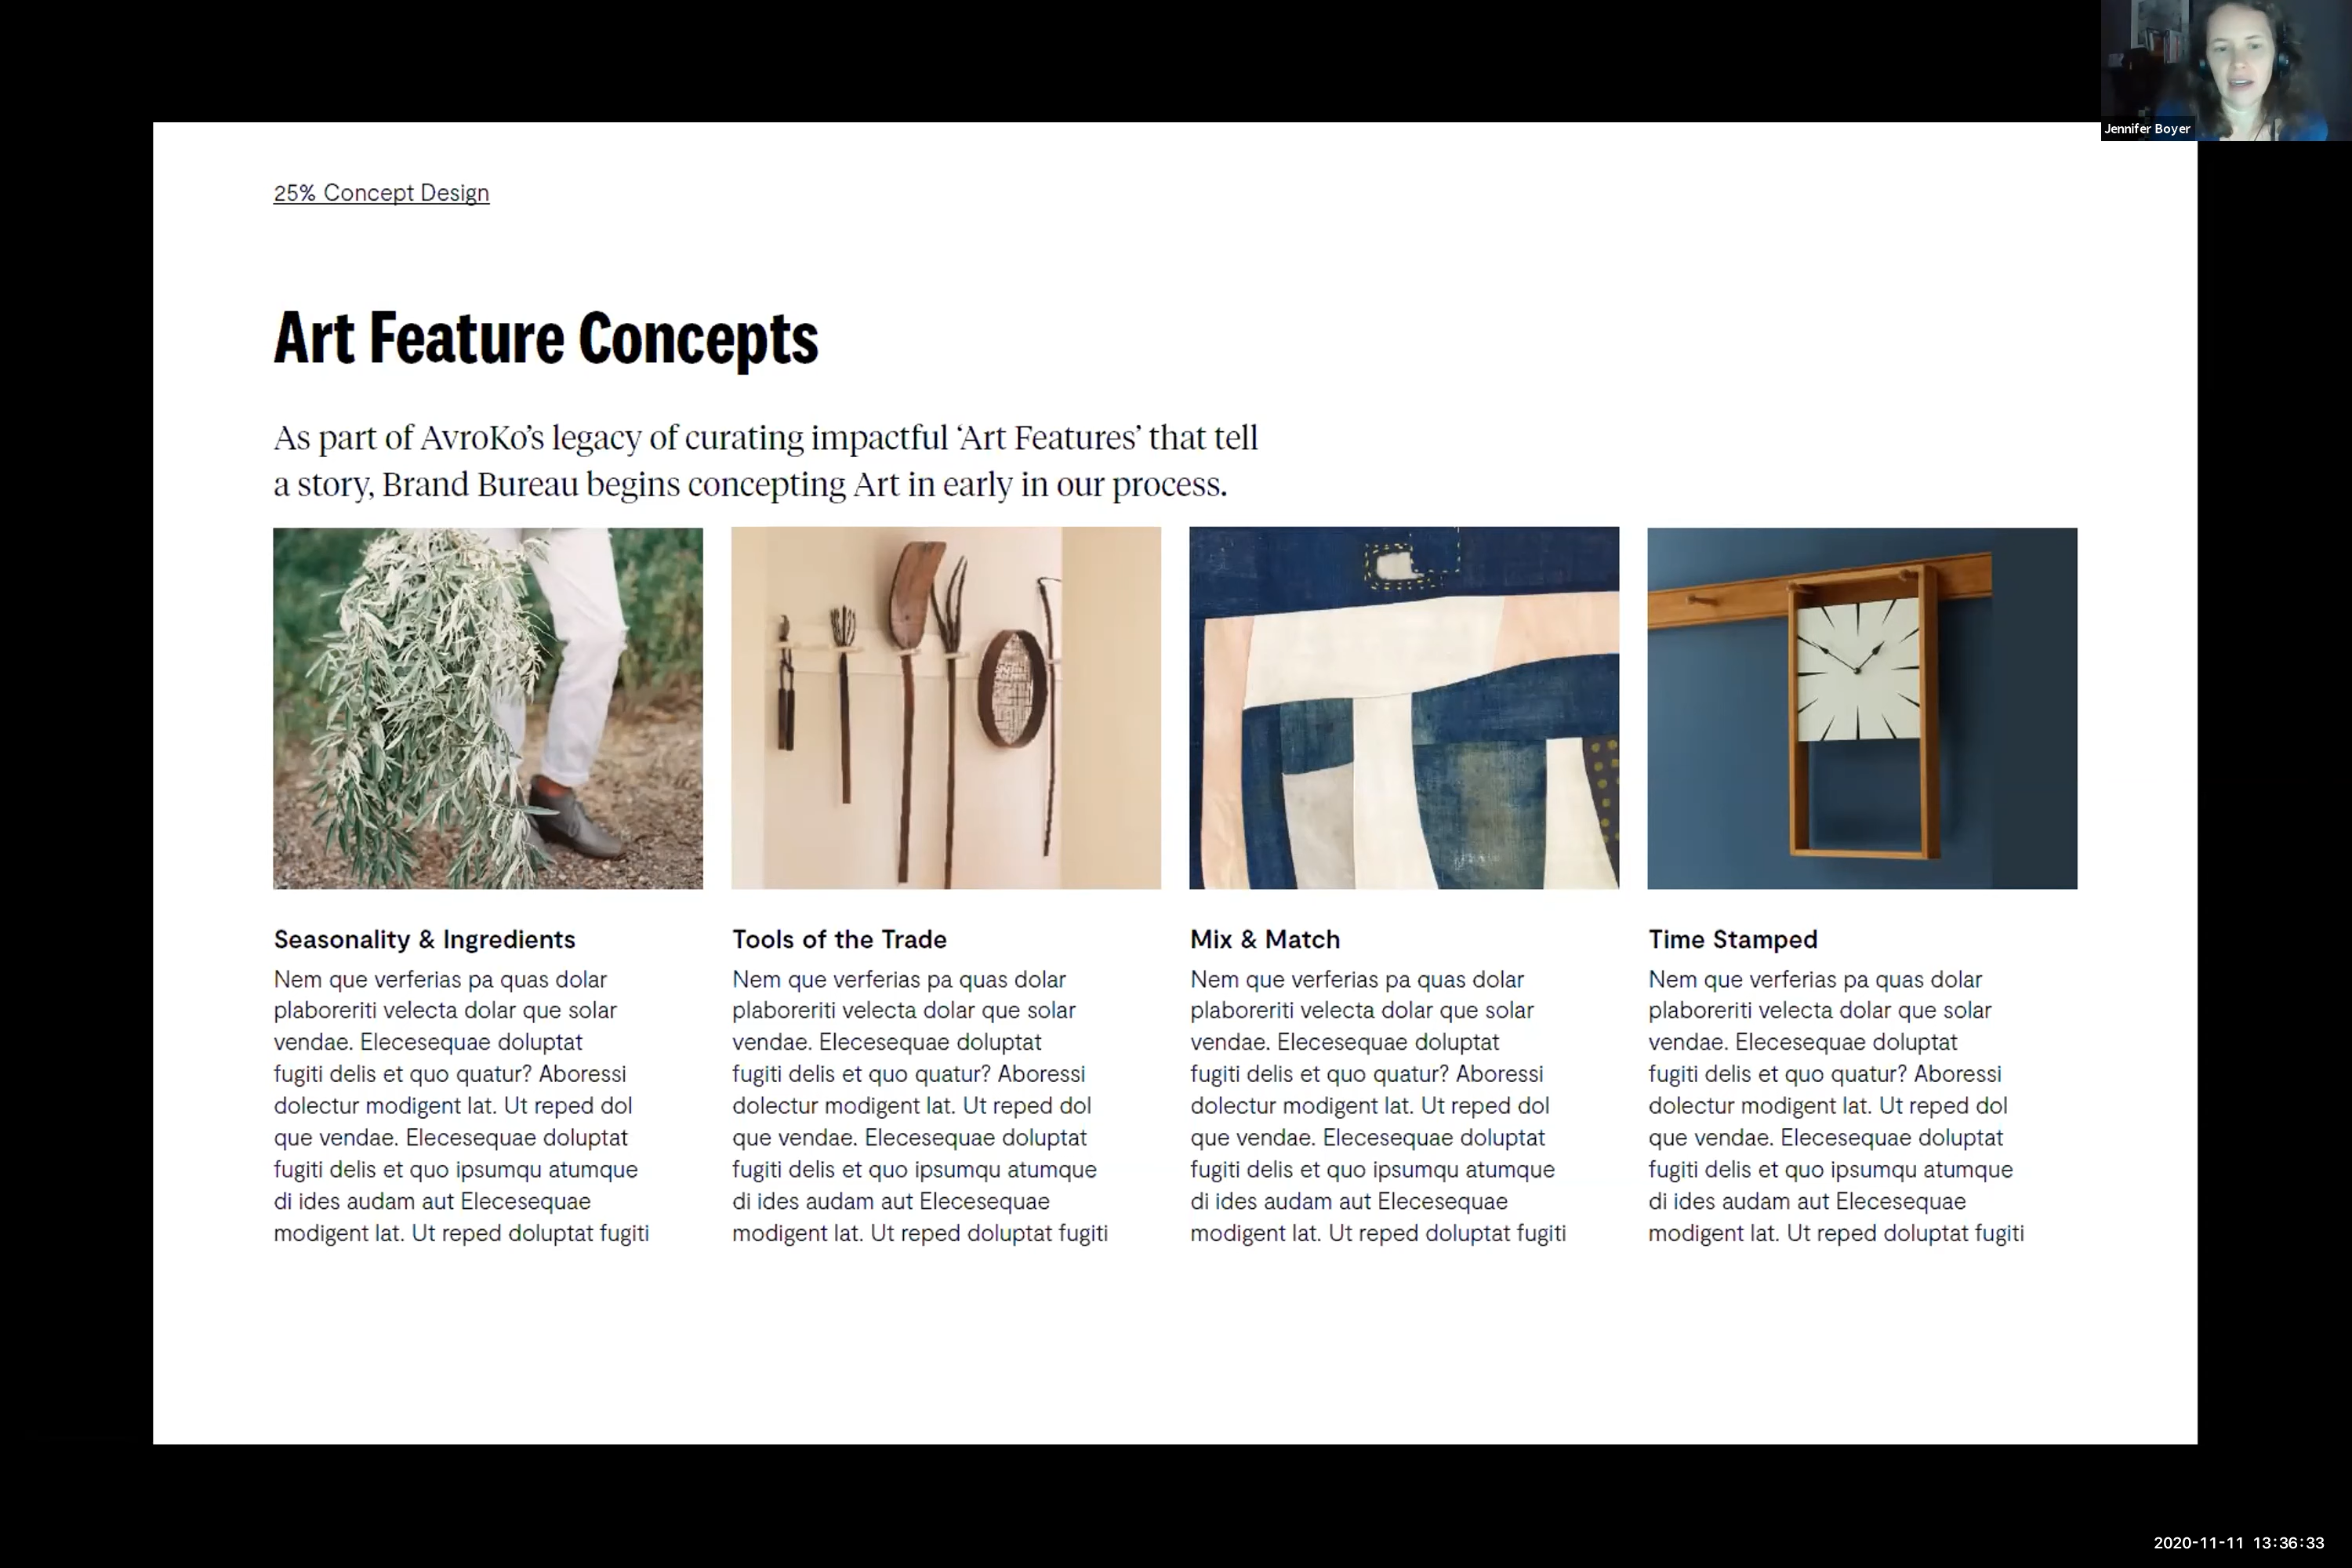 Jennifer Boyer
25% Concept Design
Art Feature Concepts
As part of AvroKo’s legacy of curating impactful ‘Art Features’ that tell
a story, Brand Bureau begins concepting Art in early in our process.
Seasonality & Ingredients
Nem que verferias pa quas dolar
plaboreriti velecta dolar que solar
vendae. Elecesequae doluptat
fugiti delis et quo quatur? Aboressi
dolectur modigent lat. Ut reped dol
que vendae. Elecesequae doluptat
fugiti delis et quo ipsumqu atumque
di ides audam aut Elecesequae
modigent lat. Ut reped doluptat fugiti
Tools of the Trade
Nem que verferias pa quas dolar
plaboreriti velecta dolar que solar
vendae. Elecesequae doluptat
fugiti delis et quo quatur? Aboressi
dolectur modigent lat. Ut reped dol
que vendae. Elecesequae doluptat
fugiti delis et quo ipsumqu atumque
di ides audam aut Elecesequae
modigent lat. Ut reped doluptat fugiti
Mix & Match
Nem que verferias pa quas dolar
plaboreriti velecta dolar que solar
vendae. Elecesequae doluptat
fugiti delis et quo quatur? Aboressi
dolectur modigent lat. Ut reped dol
que vendae. Elecesequae doluptat
fugiti delis et quo ipsumqu atumque
di ides audam aut Elecesequae
modigent lat. Ut reped doluptat fugiti
Time Stamped
Nem que verferias pa quas dolar
plaboreriti velecta dolar que solar
vendae. Elecesequae doluptat
fugiti delis et quo quatur? Aboressi
dolectur modigent lat. Ut reped dol
que vendae. Elecesequae doluptat
fugiti delis et quo ipsumqu atumque
di ides audam aut Elecesequae
modigent lat. Ut reped doluptat fugiti
2020-11-11 13:36:33